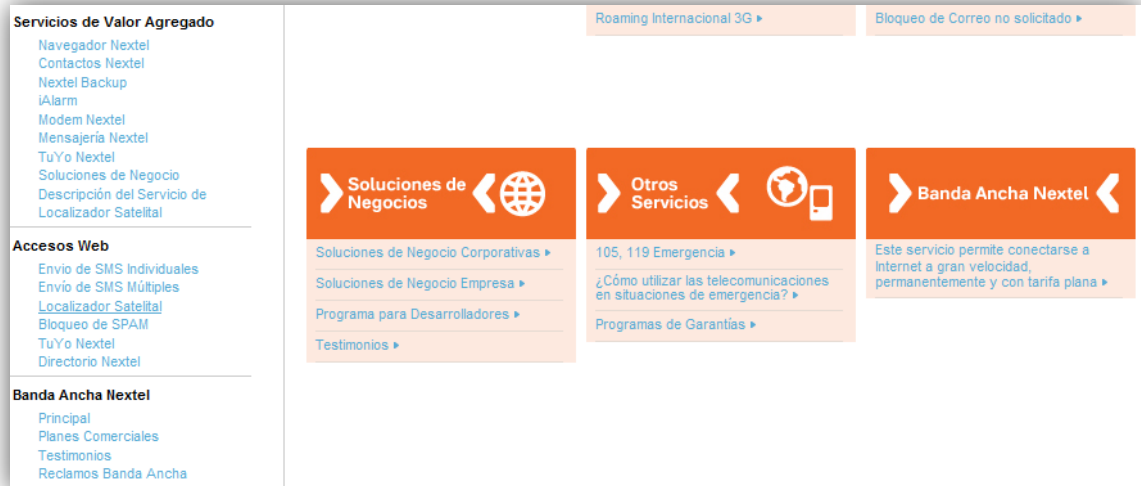 Servicios de Valor Agregado
Navegador Nextel
Contactos Nextel
Nextel Backup
iAlarm
Modem Nextel
Mensajería Nextel
TuYo Nextel
Soluciones de Negocio
Descripción del Servicio de
Localizador Satelital
Accesos Web
Envio de SMS Individuales
Envío de SMS Múltiples
Localizador Satelital
Bloqueo de SPAM
TuYo Nextel
Directorio Nextel
Banda Ancha Nextel
Principal
Planes Comerciales
Testimonios
Reclamos Banda Ancha
Roaming Internacional 3G
Bloqueo de Correo no solicitado
Soluciones de
Negocios
Soluciones de Negocio Corporativas
Soluciones de Negocio Empresa
Programa para Desarrolladores
Testimonios
Otros
Servicios
105, 119 Emergencia
¿Cómo utilizar las telecomunicaciones
en situaciones de emergencia?
Programas de Garantías
Banda Ancha Nextel
Este servicio permite conectarse a
Internet a gran velocidad,
permanentemente y con tarifa plana